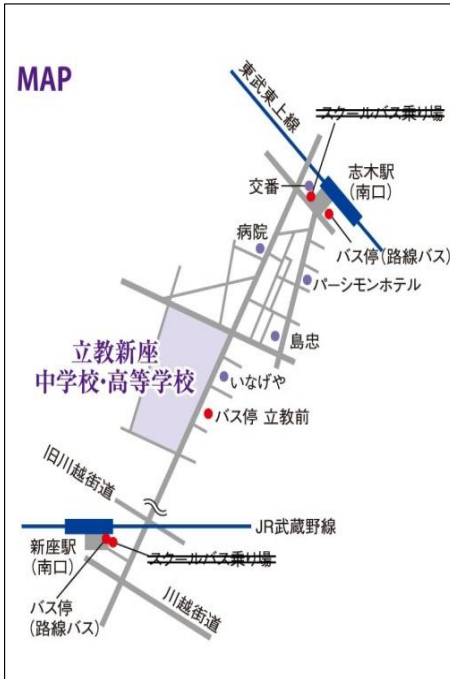 MAP
東武東上線
スクールバス乗り場
志木駅
(南口)
交番
バス停(路線バス)
病院
パーシモンホテル
島忠
立教新座
中学校・高等学校
いなげや
バス停 立教前
旧川越街道
JR武蔵野線
新座駅
(南口)
スクールバス乗り場
バス停
(路線バス)
川越街道